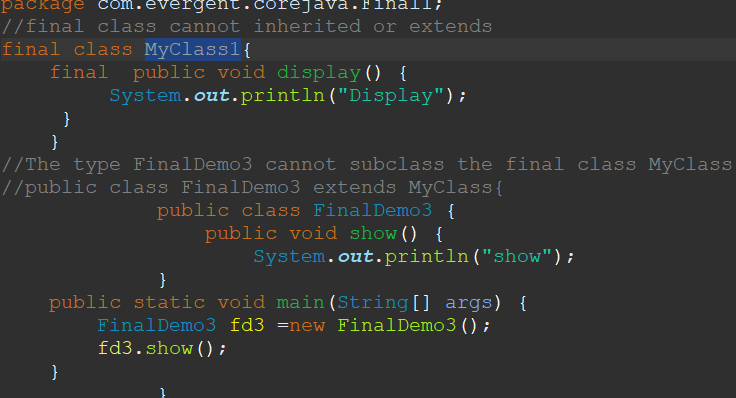 package com.evergent.corejava.Final1;
//final class cannot inherited or extends
final class MyClass1{
    final  public void display() {
         System.out.println("Display");
     }
    }
//The type FinalDemo3 cannot subclass the final class MyClass
//public class FinalDemo3 extends MyClass{
             public class FinalDemo3 {
                 public void show() {
                     System.out.println("show");
             }
    public static void main(String[] args) {
        FinalDemo3 fd3 =new FinalDemo3();
        fd3.show();
    }
             }